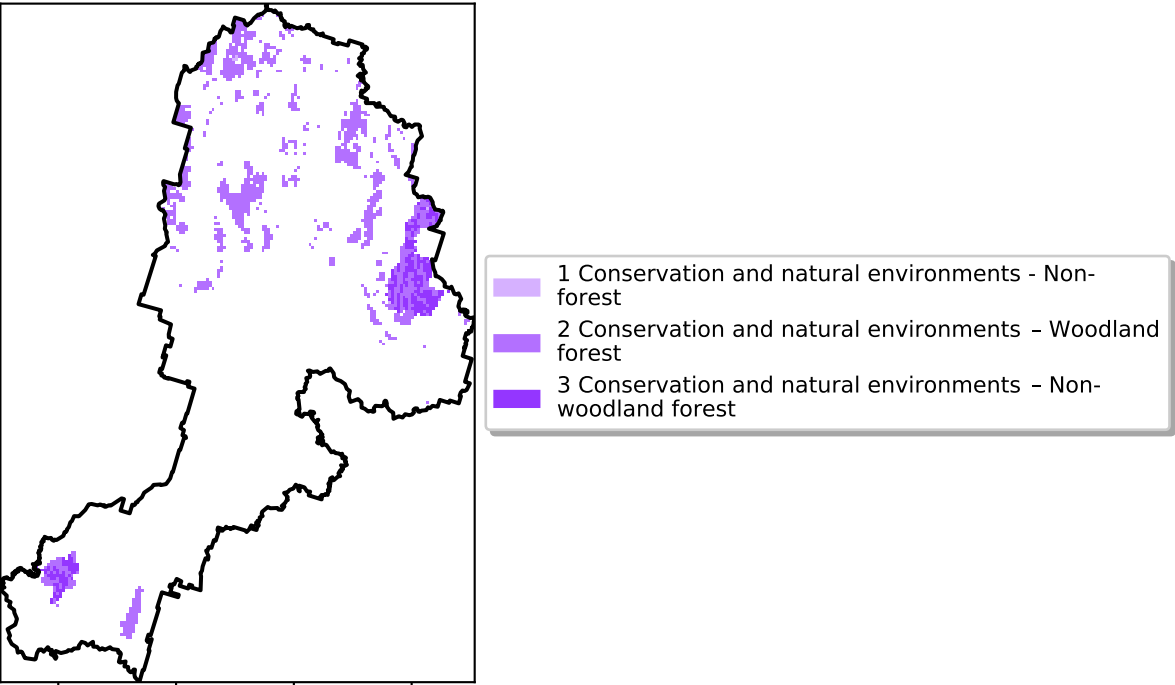 1 Conservation and natural environments - Non-
forest
2 Conservation and natural environments – Woodland
forest
3 Conservation and natural environments – Non-
woodland forest